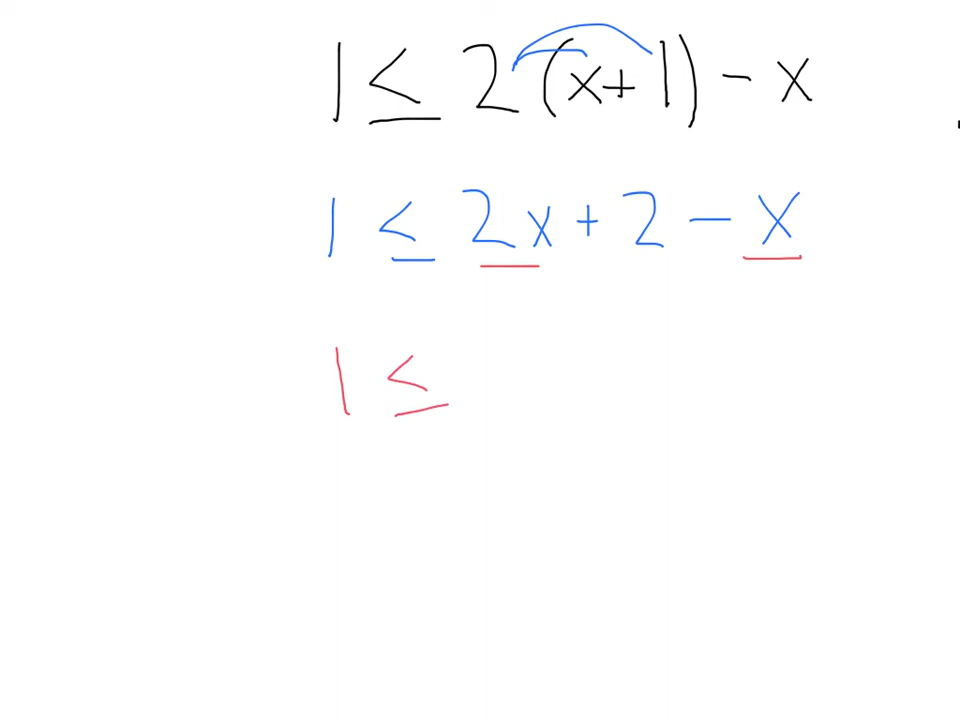 1 ≤ 2(x+1) - x
1 ≤ 2x + 2 - x
1 ≤